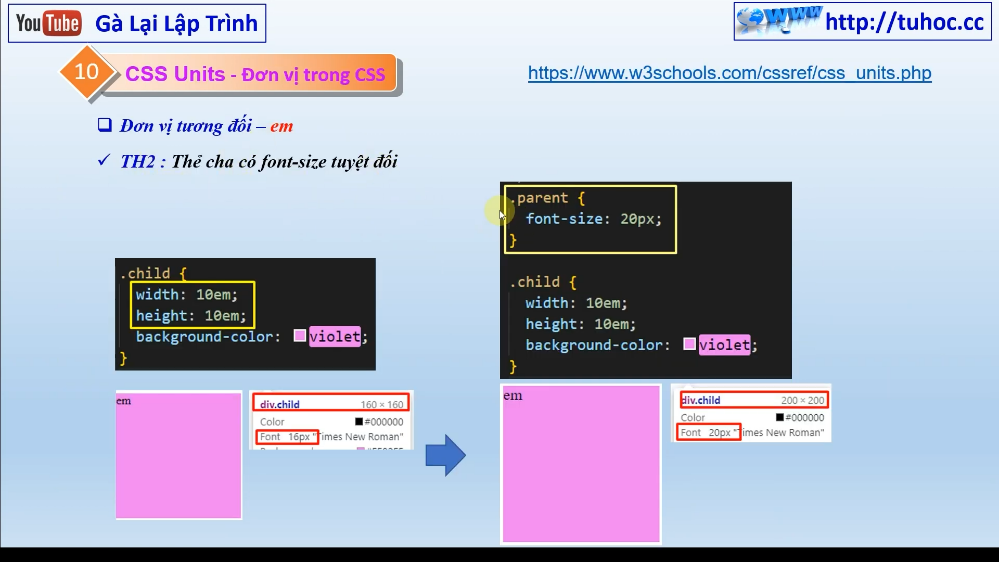 YouTube Gà Lại Lập Trình
www http://tuhoc.cc
10 CSS Units - Đơn vị trong CSS
https://www.w3schools.com/cssref/css_units.php
Đơn vị tương đối – em
TH2 : Thẻ cha có font-size tuyệt đối
.child {
width: 10em;
height: 10em;
background-color: violet;
}
.parent {
font-size: 20px;
}
.child {
width: 10em;
height: 10em;
background-color: violet;
}
em
div.child 160 × 160
Color #000000
Font 16px "Times New Roman"
em
div.child 200 × 200
Color #000000
Font 20px "Times New Roman"